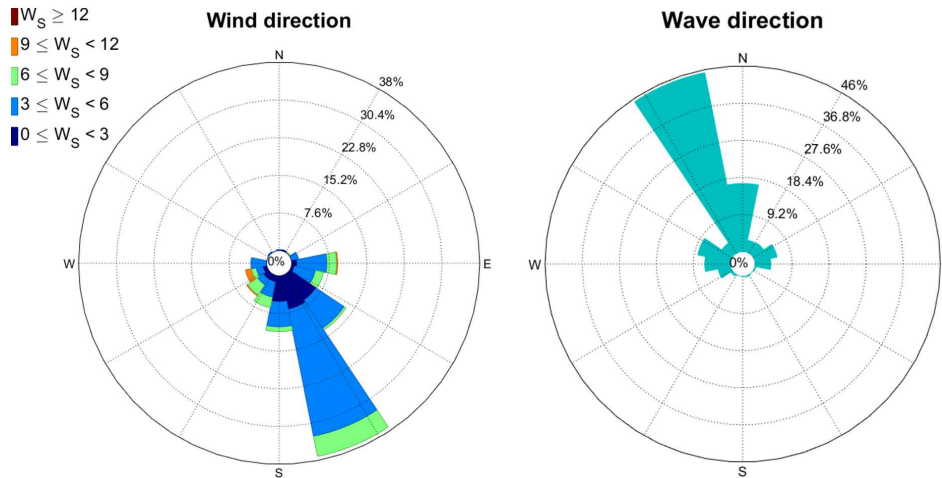 W_S ≥ 12
9 ≤ W_S < 12
6 ≤ W_S < 9
3 ≤ W_S < 6
0 ≤ W_S < 3
Wind direction
N
38%
30.4%
22.8%
15.2%
7.6%
0%
W
E
S
Wave direction
N
46%
36.8%
27.6%
18.4%
9.2%
0%
W
S